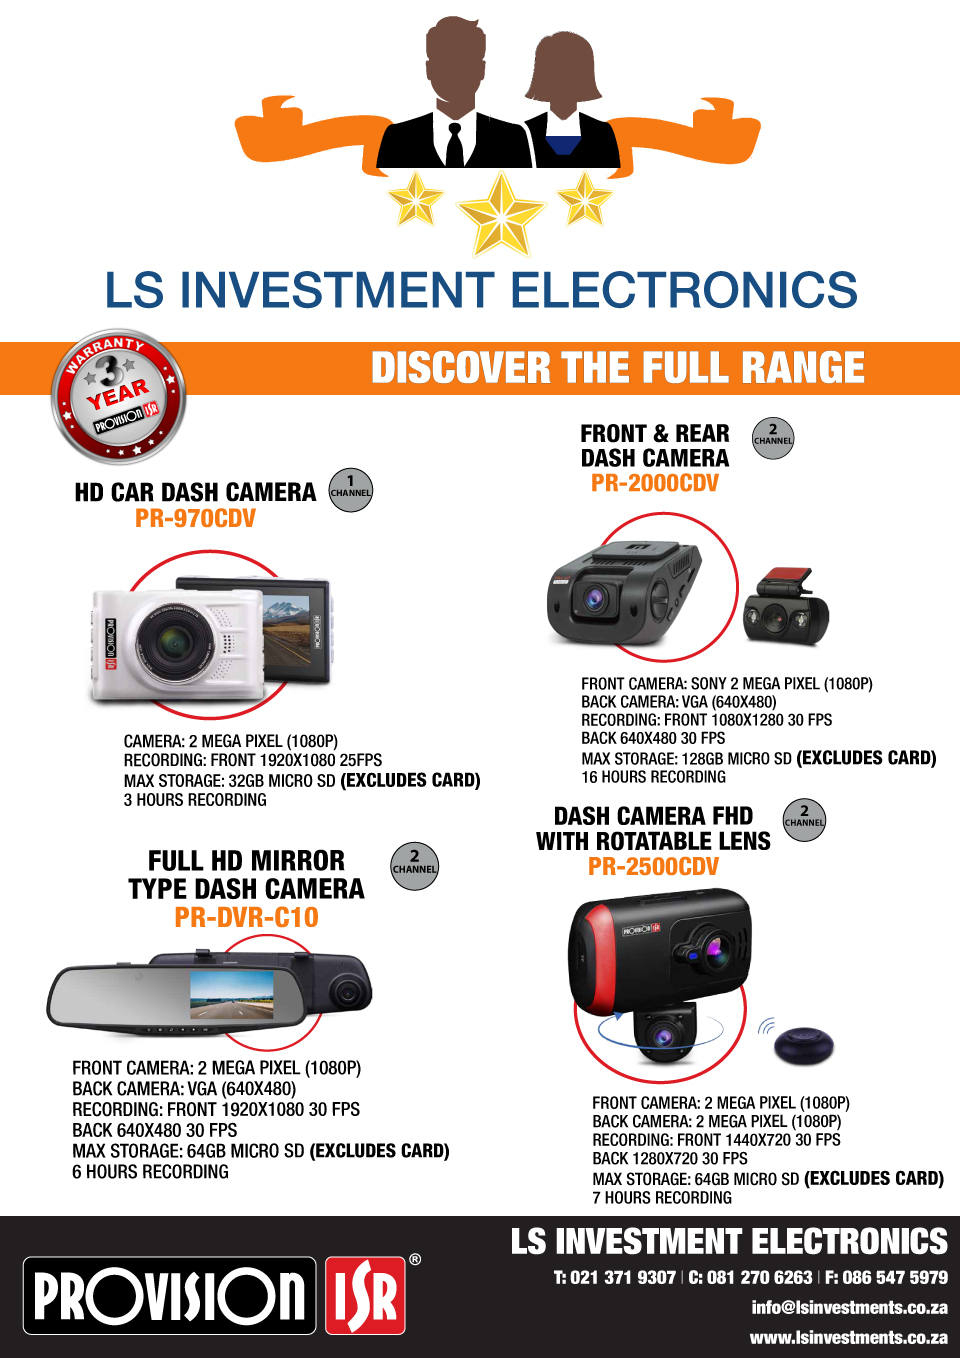 LS INVESTMENT ELECTRONICS
DISCOVER THE FULL RANGE
WARRANTY
3
YEAR
PROVISION ISR
HD CAR DASH CAMERA
PR-970CDV
1
CHANNEL
PROVISION ISR
CAMERA: 2 MEGA PIXEL (1080P)
RECORDING: FRONT 1920X1080 25FPS
MAX STORAGE: 32GB MICRO SD (EXCLUDES CARD)
3 HOURS RECORDING
FRONT & REAR
DASH CAMERA
PR-2000CDV
2
CHANNEL
FRONT CAMERA: SONY 2 MEGA PIXEL (1080P)
BACK CAMERA: VGA (640X480)
RECORDING: FRONT 1080X1280 30 FPS
BACK 640X480 30 FPS
MAX STORAGE: 128GB MICRO SD (EXCLUDES CARD)
16 HOURS RECORDING
FULL HD MIRROR
TYPE DASH CAMERA
PR-DVR-C10
2
CHANNEL
FRONT CAMERA: 2 MEGA PIXEL (1080P)
BACK CAMERA: VGA (640X480)
RECORDING: FRONT 1920X1080 30 FPS
BACK 640X480 30 FPS
MAX STORAGE: 64GB MICRO SD (EXCLUDES CARD)
6 HOURS RECORDING
DASH CAMERA FHD
WITH ROTATABLE LENS
PR-2500CDV
2
CHANNEL
PROVISION ISR
FRONT CAMERA: 2 MEGA PIXEL (1080P)
BACK CAMERA: 2 MEGA PIXEL (1080P)
RECORDING: FRONT 1440X720 30 FPS
BACK 1280X720 30 FPS
MAX STORAGE: 64GB MICRO SD (EXCLUDES CARD)
7 HOURS RECORDING
PROVISION ISR ®
LS INVESTMENT ELECTRONICS
T: 021 371 9307 | C: 081 270 6263 | F: 086 547 5979
info@lsinvestments.co.za
www.lsinvestments.co.za